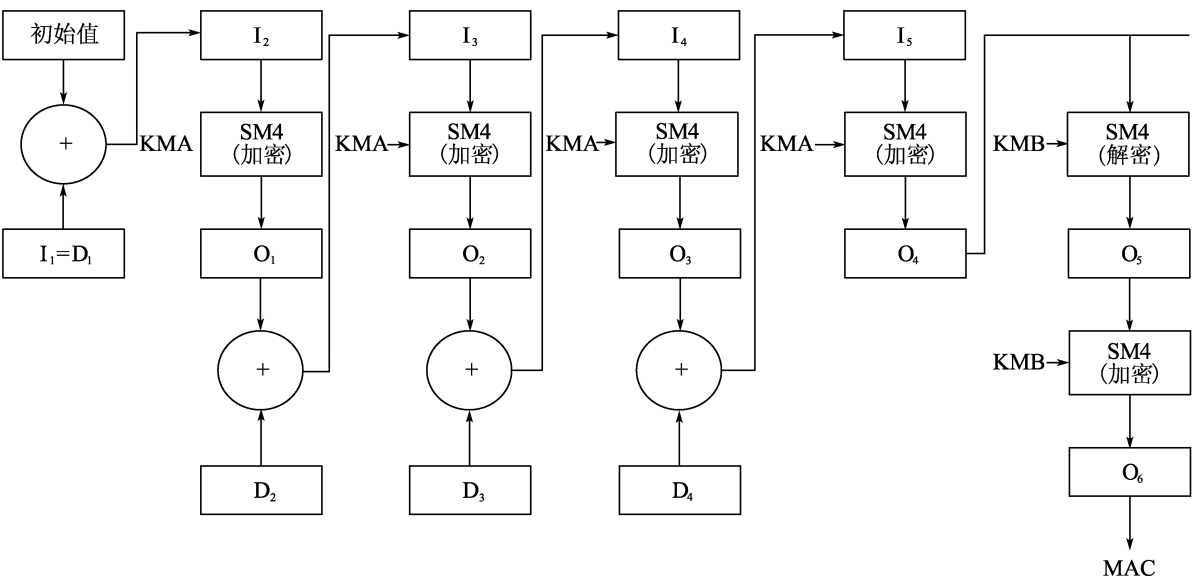 初始值
I₂
I₃
I₄
I₅
+
KMA
SM4
(加密)
KMA
SM4
(加密)
KMA
SM4
(加密)
KMA
SM4
(加密)
KMB
SM4
(解密)
I₁=D₁
O₁
O₂
O₃
O₄
O₅
+
+
+
KMB
SM4
(加密)
D₂
D₃
D₄
O₆
MAC